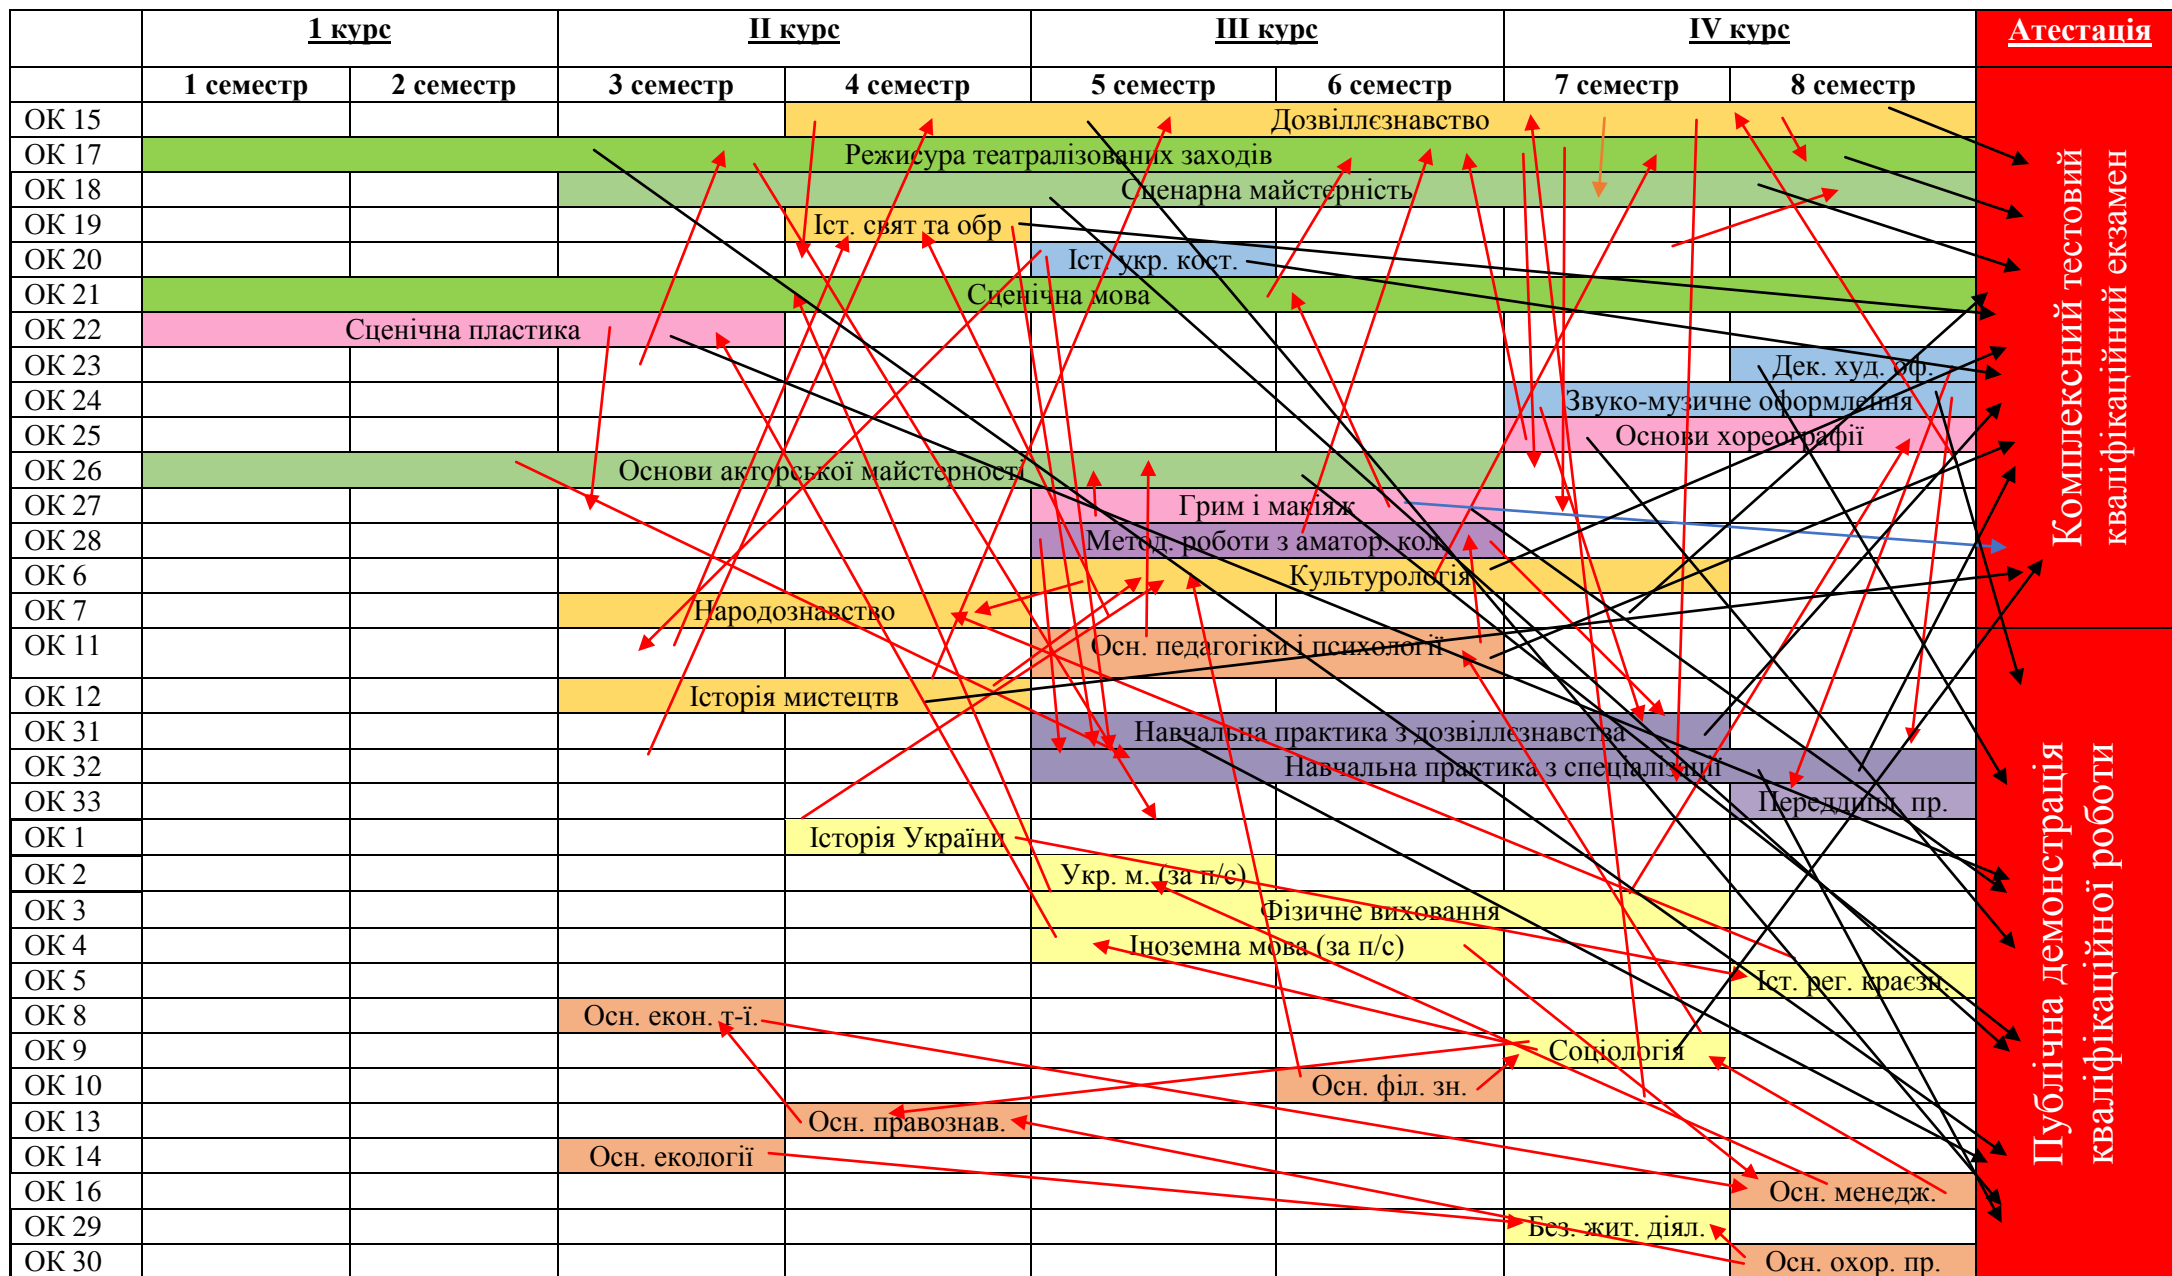 1 курс II курс III курс IV курс Атестація
1 семестр 2 семестр 3 семестр 4 семестр 5 семестр 6 семестр 7 семестр 8 семестр
ОК 15 Дозвіллєзнавство
ОК 17 Режисура театралізованих заходів
ОК 18 Сценарна майстерність
ОК 19 Іст. свят та обр
ОК 20 Іст. укр. кост.
ОК 21 Сценічна мова
ОК 22 Сценічна пластика
ОК 23 Дек. худ. оф.
ОК 24 Звуко-музичне оформлення
ОК 25 Основи хореографії
ОК 26 Основи акторської майстерності
ОК 27 Грим і макіяж
ОК 28 Метод. роботи з аматор. кол.
ОК 6 Культурологія
ОК 7 Народознавство
ОК 11 Осн. педагогіки і психології
ОК 12 Історія мистецтв
ОК 31 Навчальна практика з дозвіллєзнавства
ОК 32 Навчальна практика з спеціалізації
ОК 33 Переддипл. пр.
ОК 1 Історія України
ОК 2 Укр. м. (за п/с)
ОК 3 Фізичне виховання
ОК 4 Іноземна мова (за п/с)
ОК 5 Іст. рег. краєзн.
ОК 8 Осн. екон. т-ї.
ОК 9 Соціологія
ОК 10 Осн. філ. зн.
ОК 13 Осн. правознав.
ОК 14 Осн. екології
ОК 16 Осн. менедж.
ОК 29 Без. жит. діял.
ОК 30 Осн. охор. пр.
Комплексний тестовий
кваліфікаційний екзамен
Публічна демонстрація
кваліфікаційної роботи